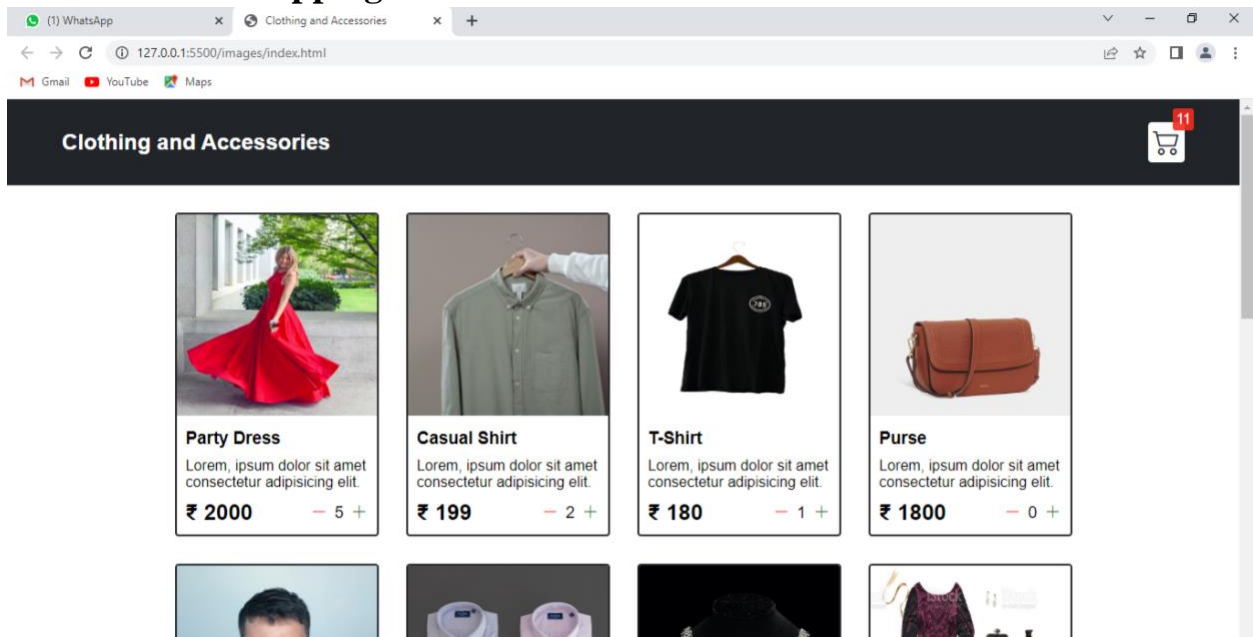 pping
(1) WhatsApp
Clothing and Accessories
127.0.0.1:5500/images/index.html
Gmail YouTube Maps
Clothing and Accessories
11
Party Dress
Lorem, ipsum dolor sit amet
consectetur adipisicing elit.
₹ 2000 − 5 +
Casual Shirt
Lorem, ipsum dolor sit amet
consectetur adipisicing elit.
₹ 199 − 2 +
T-Shirt
Lorem, ipsum dolor sit amet
consectetur adipisicing elit.
₹ 180 − 1 +
Purse
Lorem, ipsum dolor sit amet
consectetur adipisicing elit.
₹ 1800 − 0 +
iStock